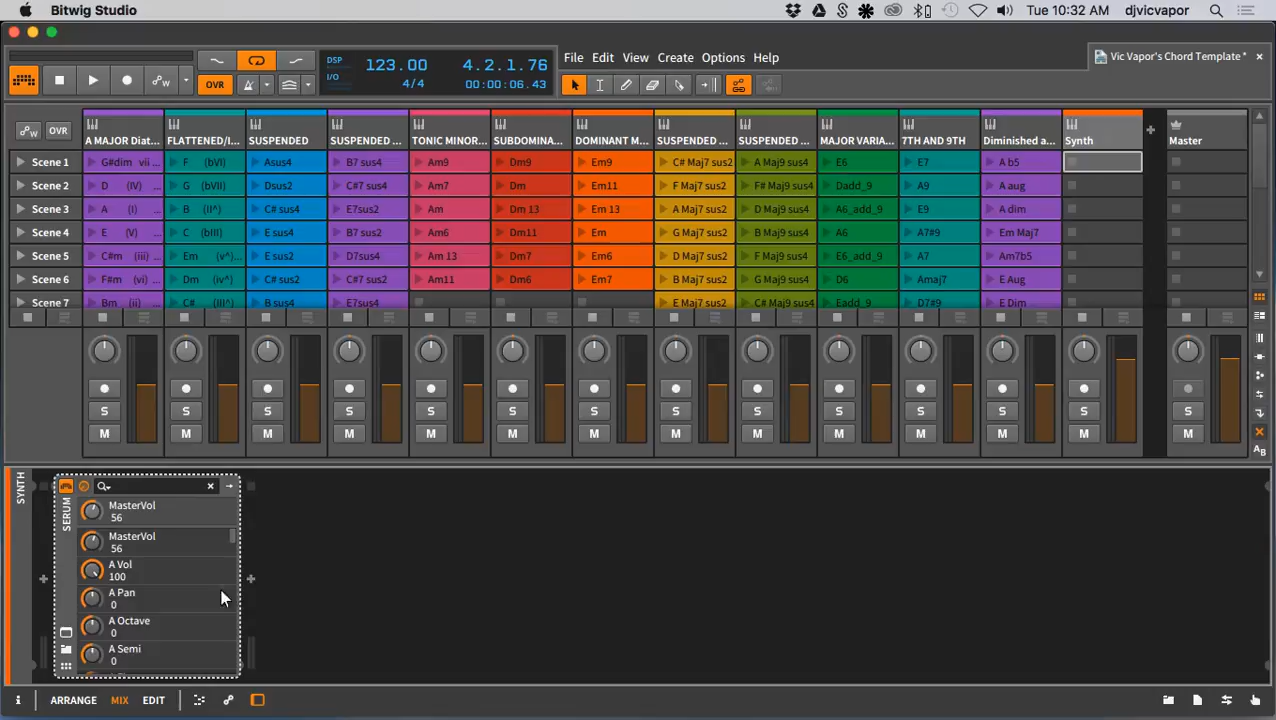 Bitwig Studio
Tue 10:32 AM djvicvapor
File Edit View Create Options Help
Vic Vapor's Chord Template *
DSP 123.00 4.2.1.76
I/O 4/4 00:00:06.43
OVR
OVR
A MAJOR Diat... FLATTENED/I... SUSPENDED SUSPENDED ... TONIC MINOR... SUBDOMINA... DOMINANT M... SUSPENDED ... SUSPENDED ... MAJOR VARIA... 7TH AND 9TH Diminished a... Synth Master
Scene 1 G#dim vii ... F (bVI) Asus4 B7 sus4 Am9 Dm9 Em9 C# Maj7 sus2 A Maj9 sus4 E6 E7 A b5
Scene 2 D (IV) ... G (bVII) Dsus2 C#7 sus4 Am7 Dm Em11 F Maj7 sus2 F# Maj9 sus4 Dadd_9 A9 A aug
Scene 3 A (I) ... B (II^) C# sus4 E7sus2 Am Dm 13 Em 13 A Maj7 sus2 D Maj9 sus4 A6_add_9 E9 A dim
Scene 4 E (V) ... C (bIII) E sus4 B7 sus2 Am6 Dm11 Em G Maj7 sus2 B Maj9 sus4 A6 A7#9 Em Maj7
Scene 5 C#m (iii) ... Em (v^)... E sus2 D7sus4 Am 13 Dm7 Em6 D Maj7 sus2 E Maj9 sus4 E6_add_9 A7 Am7b5
Scene 6 F#m (vi) ... Dm (iv^) C# sus2 C#7 sus2 Am11 Dm6 Em7 B Maj7 sus2 G Maj9 sus4 D6 Amaj7 E Aug
Scene 7 Bm (ii) ... C# (III^) B sus4 E7sus4 E Maj7 sus2 C# Maj9 sus4 Eadd_9 D7#9 E Dim
S S S S S S S S S S S S S S
M M M M M M M M M M M M M M
AB
SYNTH
SERUM
MasterVol
56
MasterVol
56
A Vol
100
A Pan
0
A Octave
0
A Semi
0
i ARRANGE MIX EDIT